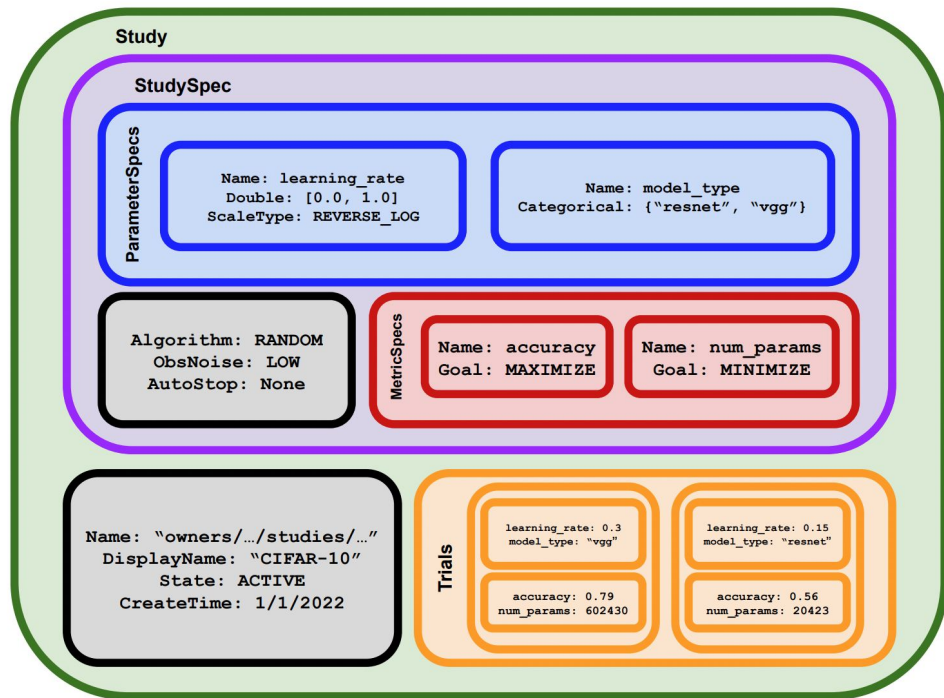 Study
StudySpec
ParameterSpecs
Name: learning_rate
Double: [0.0, 1.0]
ScaleType: REVERSE_LOG
Name: model_type
Categorical: {“resnet”, “vgg”}
Algorithm: RANDOM
ObsNoise: LOW
AutoStop: None
MetricSpecs
Name: accuracy
Goal: MAXIMIZE
Name: num_params
Goal: MINIMIZE
Name: “owners/…/studies/…”
DisplayName: “CIFAR-10”
State: ACTIVE
CreateTime: 1/1/2022
Trials
learning_rate: 0.3
model_type: “vgg”
accuracy: 0.79
num_params: 602430
learning_rate: 0.15
model_type: “resnet”
accuracy: 0.56
num_params: 20423